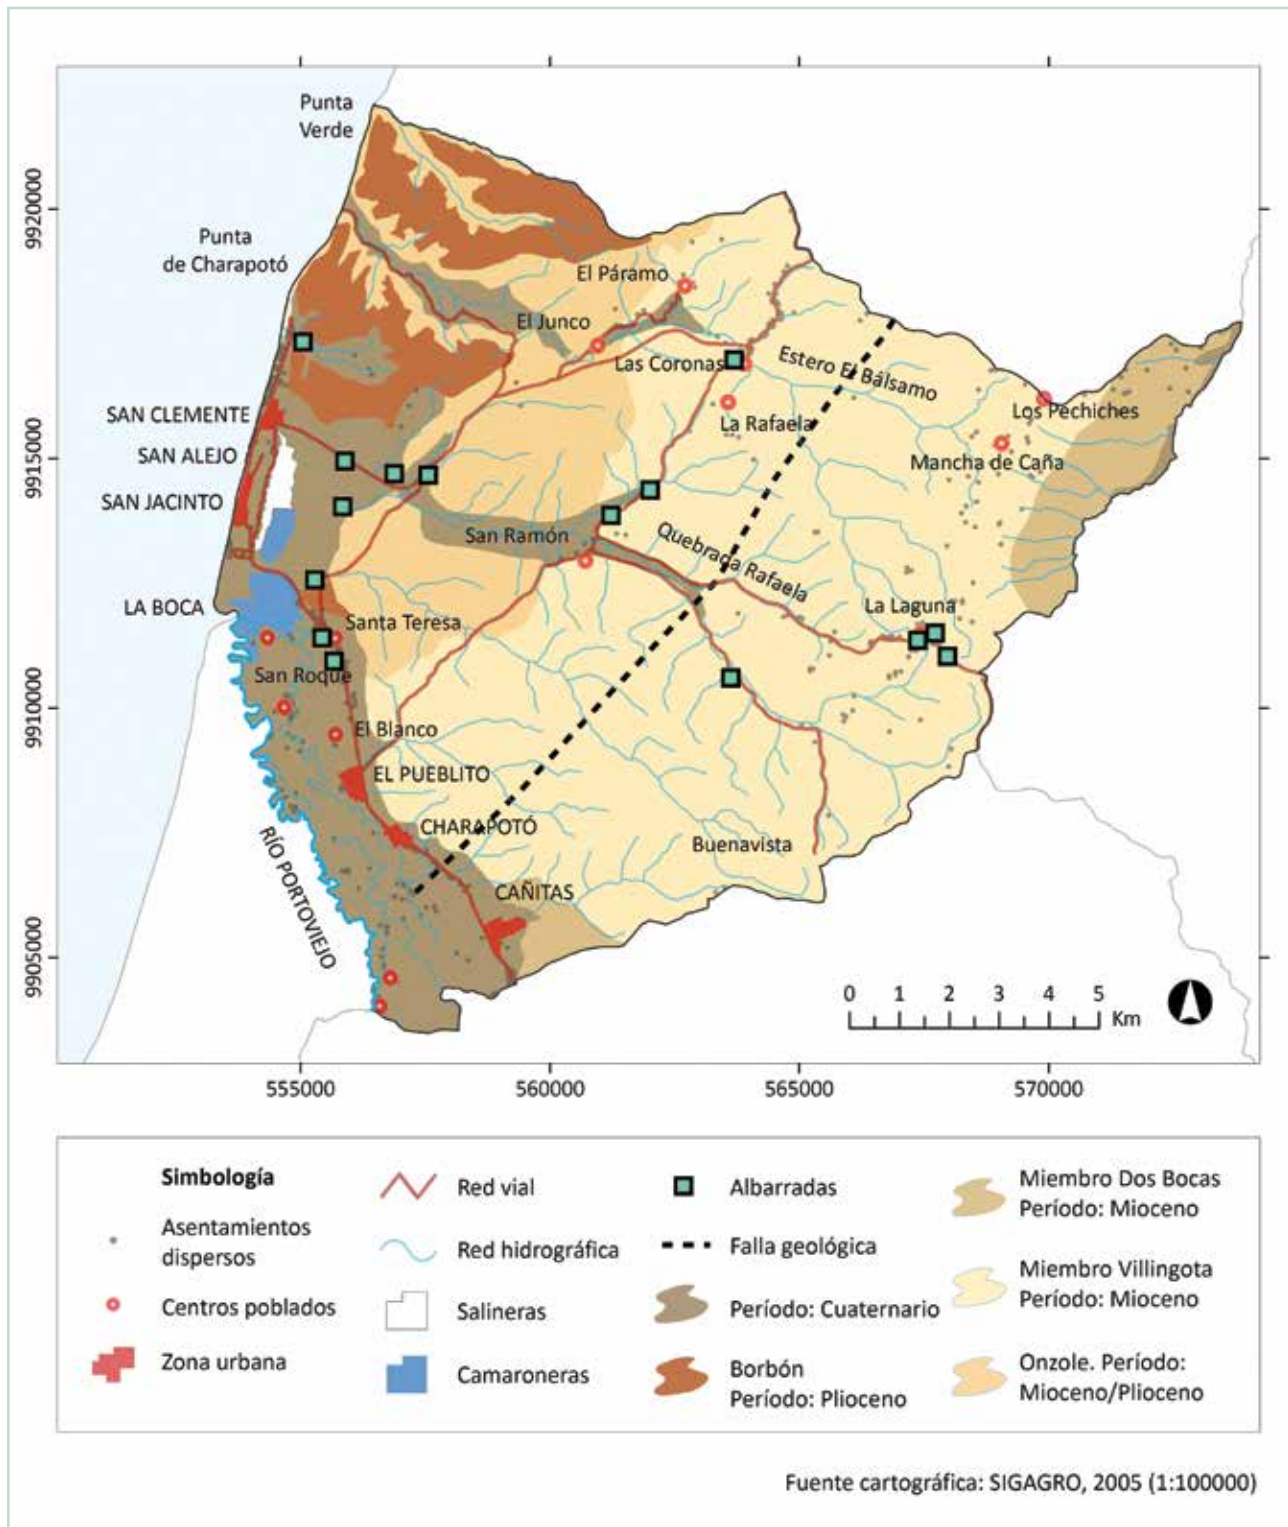 Punta
Verde
9920000
Punta
de Charapotó
El Páramo
El Junco
Las Coronas
Estero El Bálsamo
SAN CLEMENTE
La Rafaela
Los Pechiches
9915000
SAN ALEJO
Mancha de Caña
SAN JACINTO
San Ramón
Quebrada Rafaela
LA BOCA
Santa Teresa
La Laguna
San Roque
9910000
El Blanco
EL PUEBLITO
CHARAPOTÓ
Buenavista
RÍO PORTOVIEJO
CAÑITAS
9905000
0 1 2 3 4 5
Km
555000 560000 565000 570000
Simbología
Asentamientos
dispersos
Centros poblados
Zona urbana
Red vial
Red hidrográfica
Salineras
Camaroneras
Albarradas
Falla geológica
Período: Cuaternario
Borbón
Período: Plioceno
Miembro Dos Bocas
Período: Mioceno
Miembro Villingota
Período: Mioceno
Onzole. Período:
Mioceno/Plioceno
Fuente cartográfica: SIGAGRO, 2005 (1:100000)